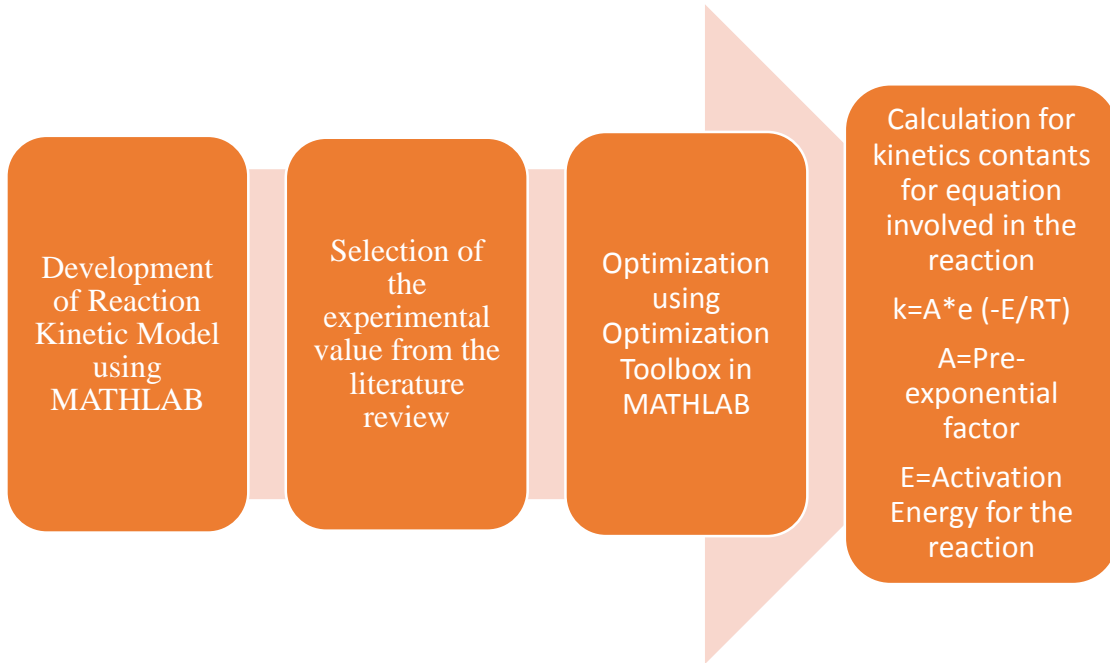 Development
of Reaction
Kinetic Model
using
MATHLAB
Selection of
the
experimental
value from the
literature
review
Optimization
using
Optimization
Toolbox in
MATHLAB
Calculation for
kinetics contants
for equation
involved in the
reaction
k=A*e (-E/RT)
A=Pre-
exponential
factor
E=Activation
Energy for the
reaction